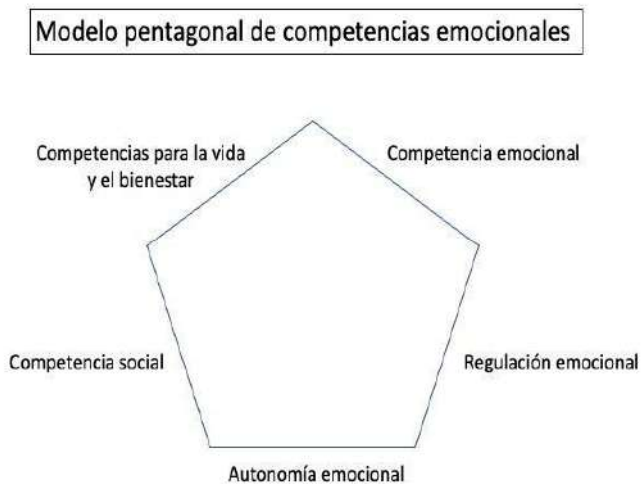 Modelo pentagonal de competencias emocionales
Competencias para la vida
y el bienestar
Competencia emocional
Competencia social
Regulación emocional
Autonomía emocional